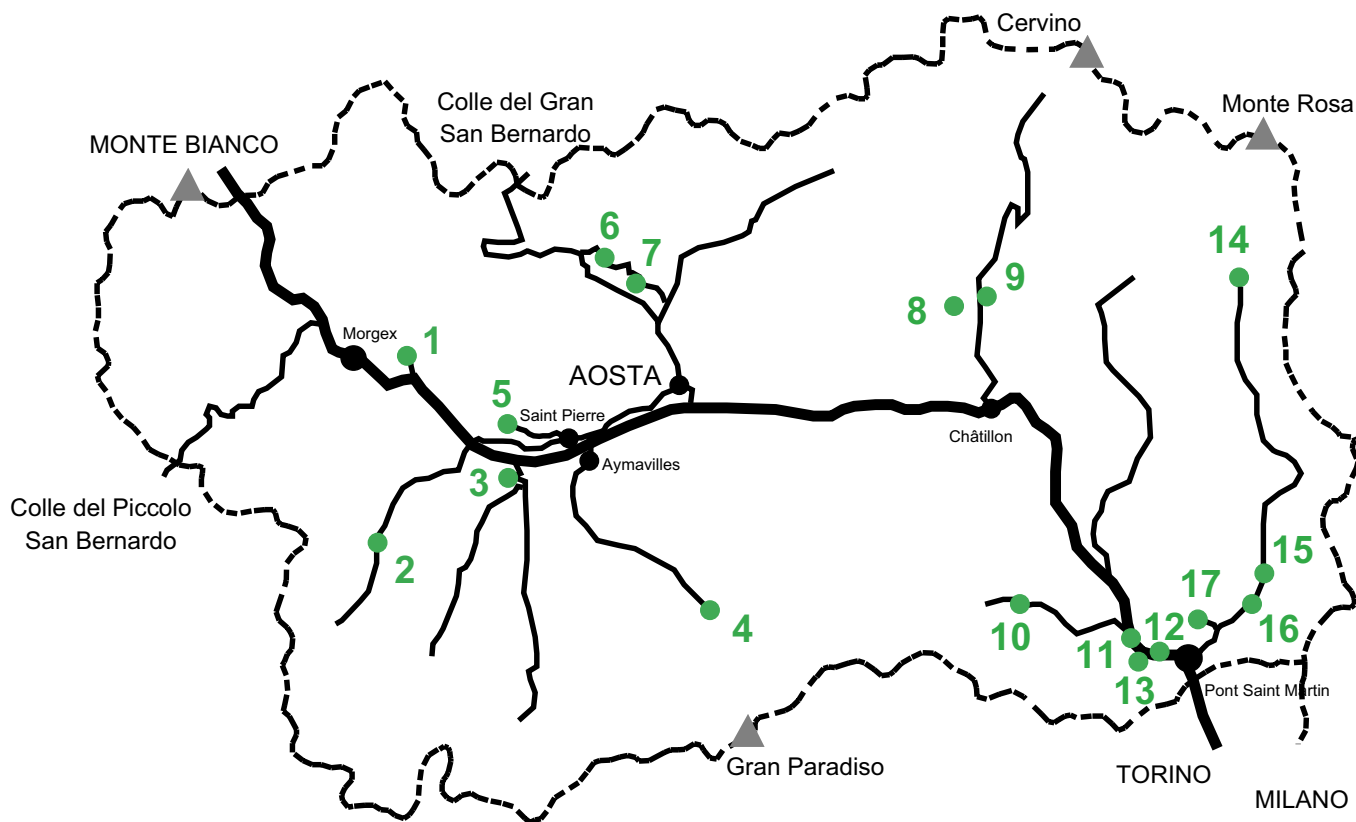 Cervino
Monte Rosa
Colle del Gran
San Bernardo
MONTE BIANCO
6
7
14
8
9
Morgex
1
AOSTA
5
Saint Pierre
Châtillon
Aymavilles
3
Colle del Piccolo
San Bernardo
2
15
17
4
10
12
16
11
13
Pont Saint Martin
Gran Paradiso
TORINO
MILANO